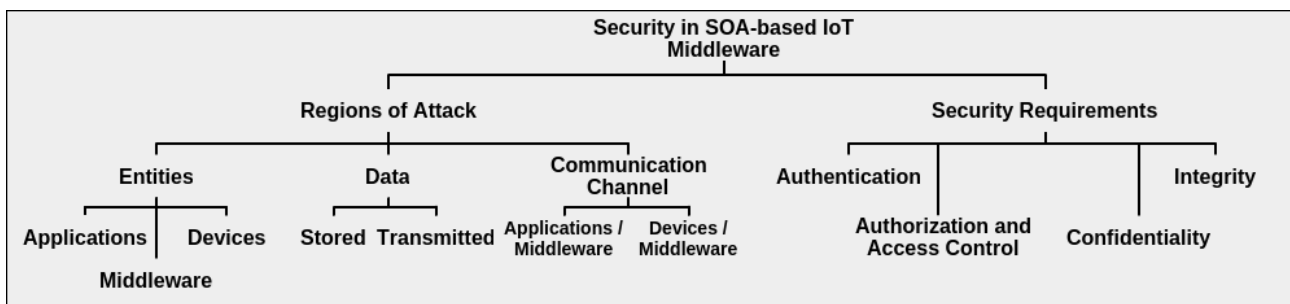 Security in SOA-based IoT
Middleware
Regions of Attack
Security Requirements
Entities
Data
Communication
Channel
Authentication
Integrity
Applications
Devices
Middleware
Stored
Transmitted
Applications /
Middleware
Devices /
Middleware
Authorization and
Access Control
Confidentiality